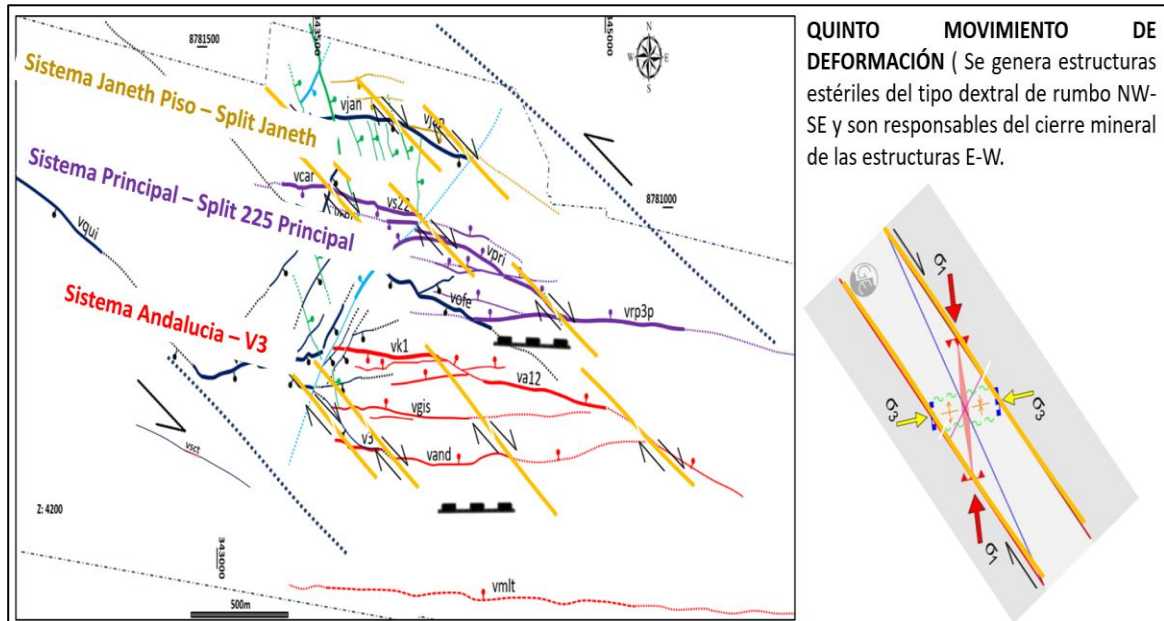 8781500
343500
345000
N
W
E
S
Sistema Janeth Piso – Split Janeth
vjan
8781000
Sistema Principal – Split 225 Principal
vcar
vs22
vqui
vpri
Sistema Andalucia – V3
vofe
vrp3p
vk1
va12
vgis
v3
vand
vsct
Z: 4200
343000
vmlt
500m
QUINTO MOVIMIENTO DE
DEFORMACIÓN ( Se genera estructuras
estériles del tipo dextral de rumbo NW-
SE y son responsables del cierre mineral
de las estructuras E-W.
σ1
σ3
σ3
σ1